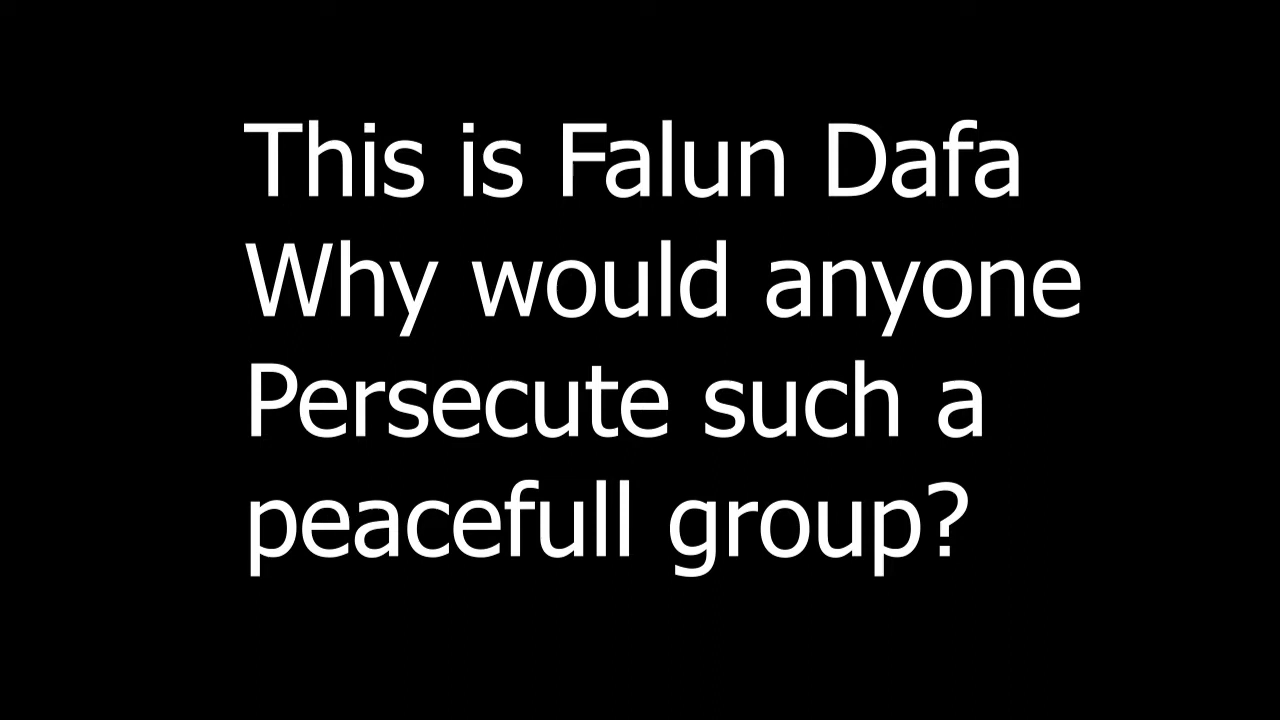 This is Falun Dafa
Why would anyone
Persecute such a
peacefull group?